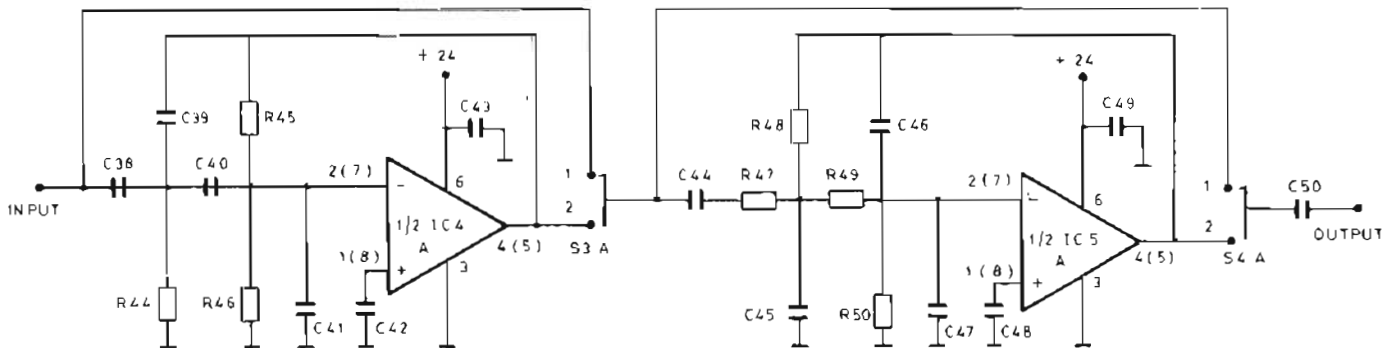 + 24
+ 24
C39
R45
C43
R48
C46
C49
C38
C40
2(7)
-
6
1
C44
R47
R49
2(7)
-
6
1
C50
INPUT
1/2 IC4
A
2
1/2 IC5
A
2
OUTPUT
4(5)
S3 A
4(5)
S4 A
1(8)
+
3
1(8)
+
3
R44
R46
C41
C42
C45
R50
C47
C48